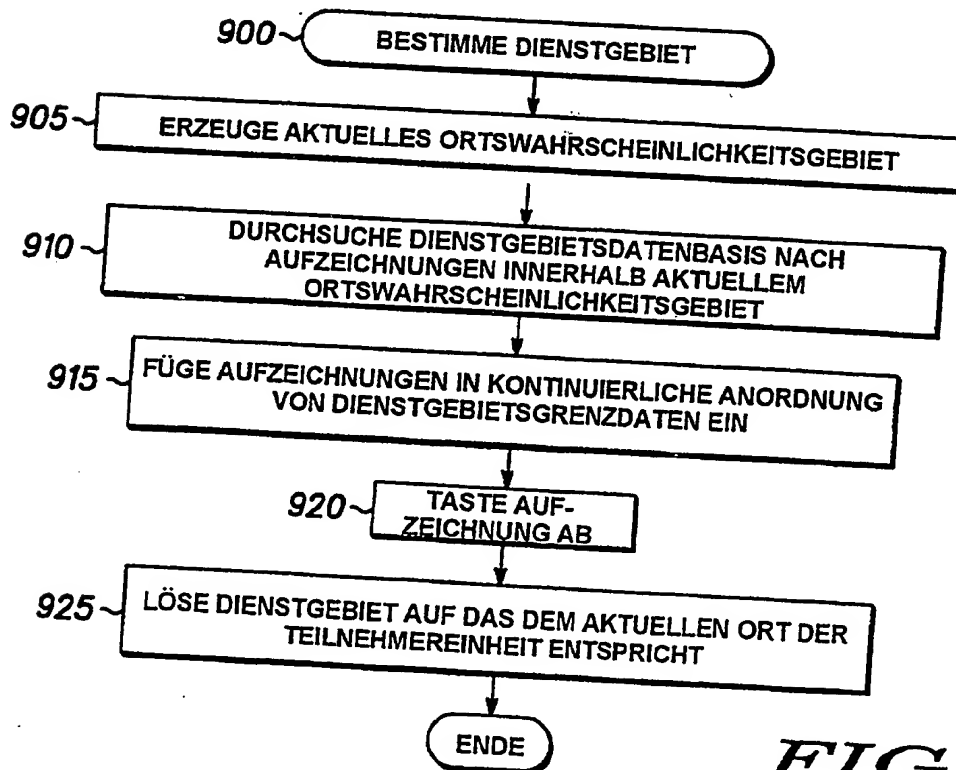 900
BESTIMME DIENSTGEBIET
905
ERZEUGE AKTUELLES ORTSWAHRSCHEINLICHKEITSGEBIET
910
DURCHSUCHE DIENSTGEBIETSDATENBASIS NACH
AUFZEICHNUNGEN INNERHALB AKTUELLEM
ORTSWAHRSCHEINLICHKEITSGEBIET
915
FÜGE AUFZEICHNUNGEN IN KONTINUIERLICHE ANORDNUNG
VON DIENSTGEBIETSGRENZDATEN EIN
920
TASTE AUF-
ZEICHNUNG AB
925
LÖSE DIENSTGEBIET AUF DAS DEM AKTUELLEN ORT DER
TEILNEHMEREINHEIT ENTSPRICHT
ENDE
FIG